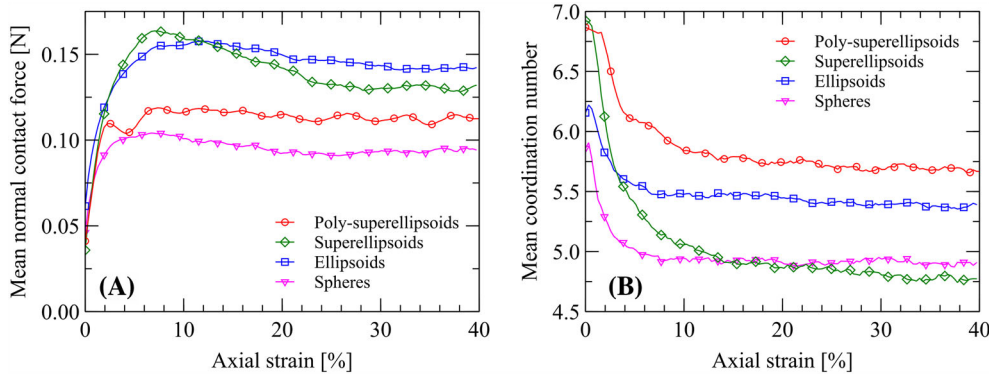 Mean normal contact force [N]
0.15
0.10
0.05
0.00
(A)
Poly-superellipsoids
Superellipsoids
Ellipsoids
Spheres
0 10 20 30 40
Axial strain [%]
Mean coordination number
7.0
6.5
6.0
5.5
5.0
4.5
Poly-superellipsoids
Superellipsoids
Ellipsoids
Spheres
(B)
0 10 20 30 40
Axial strain [%]